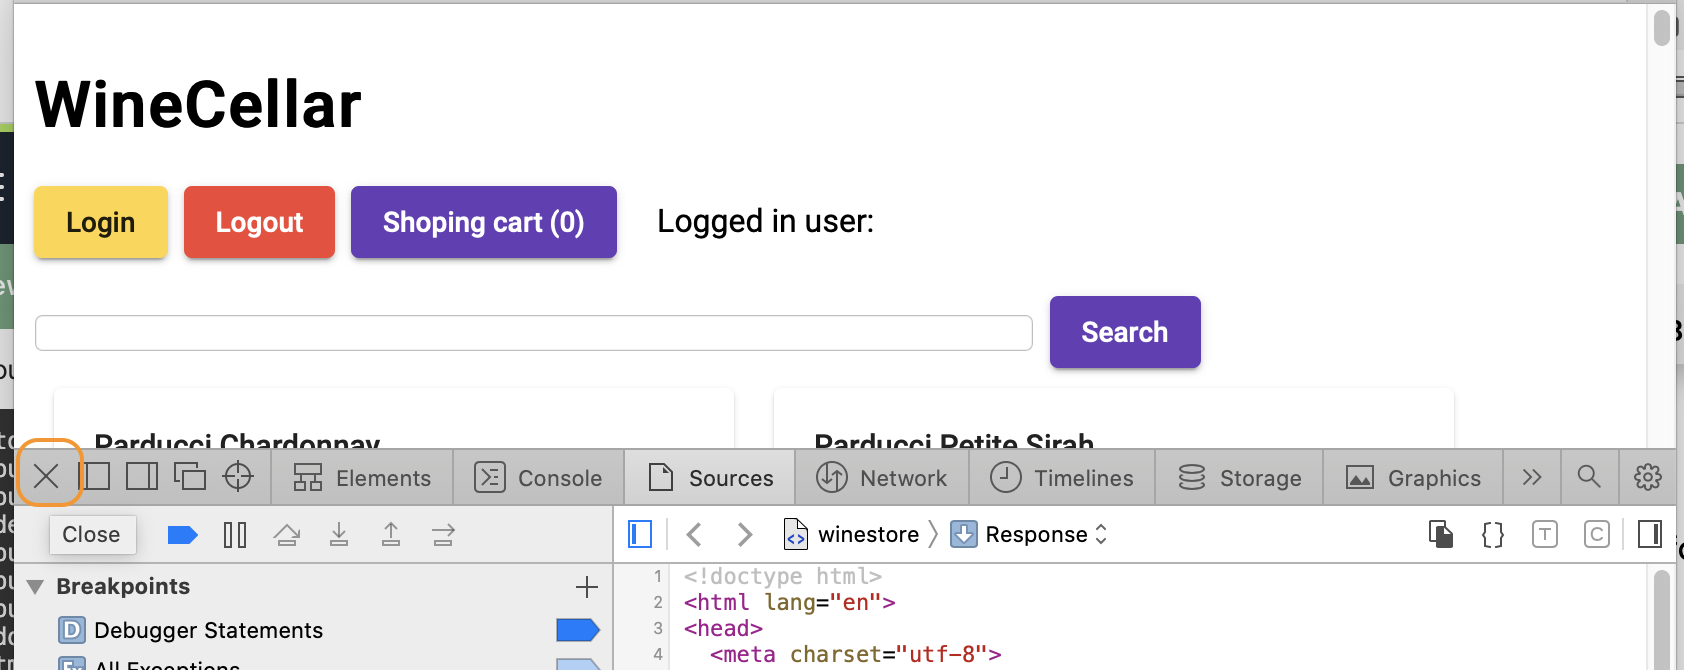 WineCellar
Login Logout Shoping cart (0) Logged in user:
Search
Parducci Chardonnay Parducci Petite Sirah
Elements Console Sources Network Timelines Storage Graphics
Close winestore Response {} T C
Breakpoints
D Debugger Statements
Ex All Exceptions
1 <!doctype html>
2 <html lang="en">
3 <head>
4 <meta charset="utf-8">